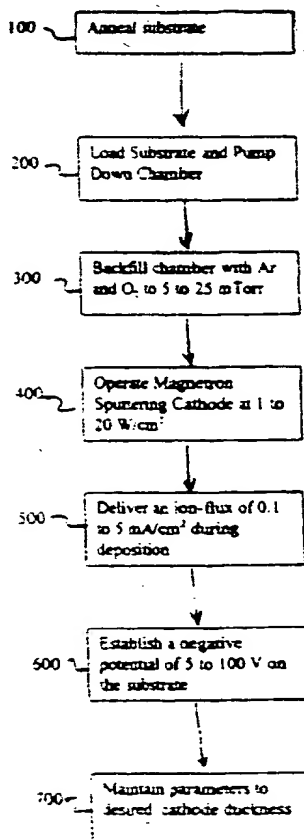 100
Anneal substrate
200
Load Substrate and Pump
Down Chamber
300
Backfill chamber with Ar
and O₂ to 5 to 25 mTorr
400
Operate Magnetron
Sputtering Cathode at 1 to
20 W/cm²
500
Deliver an ion-flux of 0.1
to 5 mA/cm² during
deposition
600
Establish a negative
potential of 5 to 100 V on
the substrate
700
Maintain parameters to
desired cathode thickness